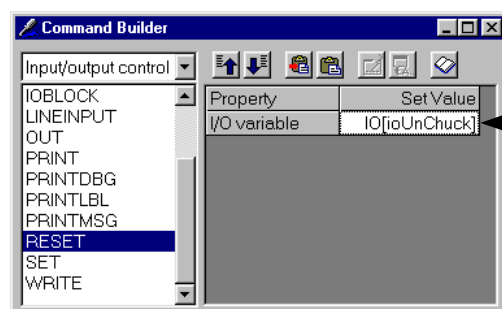 Command Builder
Input/output control
IOBLOCK
LINEINPUT
OUT
PRINT
PRINTDBG
PRINTLBL
PRINTMSG
RESET
SET
WRITE
Property Set Value
I/O variable IO[ioUnChuck]